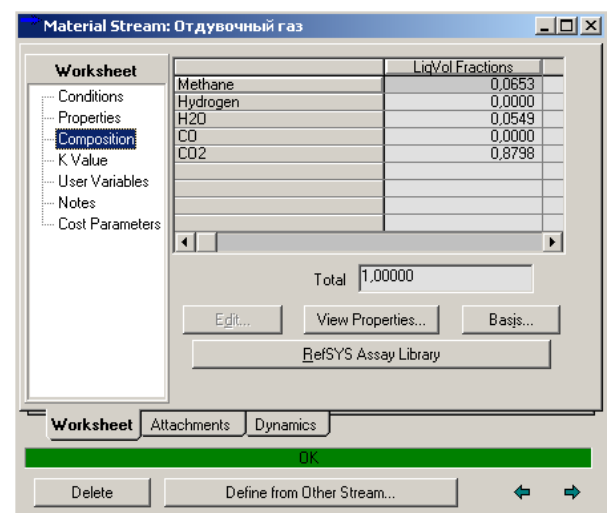 Material Stream: Отдувочный газ
Worksheet
Conditions
Properties
Composition
K Value
User Variables
Notes
Cost Parameters
LiqVol Fractions
Methane 0,0653
Hydrogen 0,0000
H2O 0,0549
CO 0,0000
CO2 0,8798
Total 1,00000
Edit... View Properties... Basis...
RefSYS Assay Library
Worksheet Attachments Dynamics
OK
Delete Define from Other Stream...